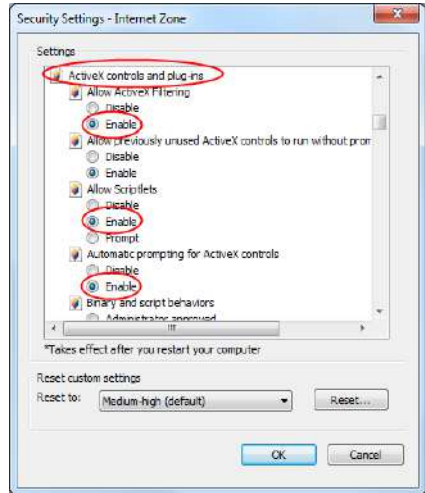 Security Settings - Internet Zone
Settings
ActiveX controls and plug-ins
Allow ActiveX Filtering
Disable
Enable
Allow previously unused ActiveX controls to run without pron
Disable
Enable
Allow Scriptlets
Disable
Enable
Prompt
Automatic prompting for ActiveX controls
Disable
Enable
Binary and script behaviors
Administrator approved
*Takes effect after you restart your computer
Reset custom settings
Reset to: Medium-high (default) Reset...
OK Cancel